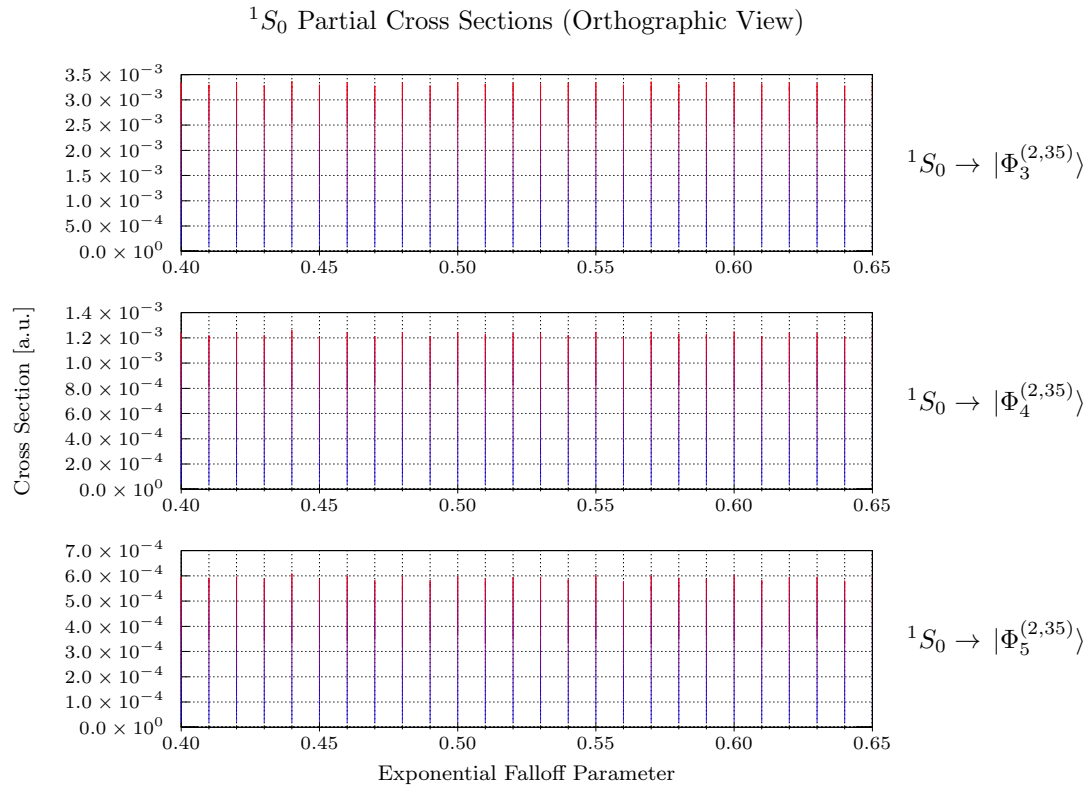 ¹S₀ Partial Cross Sections (Orthographic View)
3.5 × 10⁻³
3.0 × 10⁻³
2.5 × 10⁻³
2.0 × 10⁻³
1.5 × 10⁻³
1.0 × 10⁻³
5.0 × 10⁻⁴
0.0 × 10⁰
0.40 0.45 0.50 0.55 0.60 0.65
¹S₀ → |Φ₃⁽²,³⁵⁾⟩
Cross Section [a.u.]
1.4 × 10⁻³
1.2 × 10⁻³
1.0 × 10⁻³
8.0 × 10⁻⁴
6.0 × 10⁻⁴
4.0 × 10⁻⁴
2.0 × 10⁻⁴
0.0 × 10⁰
0.40 0.45 0.50 0.55 0.60 0.65
¹S₀ → |Φ₄⁽²,³⁵⁾⟩
7.0 × 10⁻⁴
6.0 × 10⁻⁴
5.0 × 10⁻⁴
4.0 × 10⁻⁴
3.0 × 10⁻⁴
2.0 × 10⁻⁴
1.0 × 10⁻⁴
0.0 × 10⁰
0.40 0.45 0.50 0.55 0.60 0.65
¹S₀ → |Φ₅⁽²,³⁵⁾⟩
Exponential Falloff Parameter